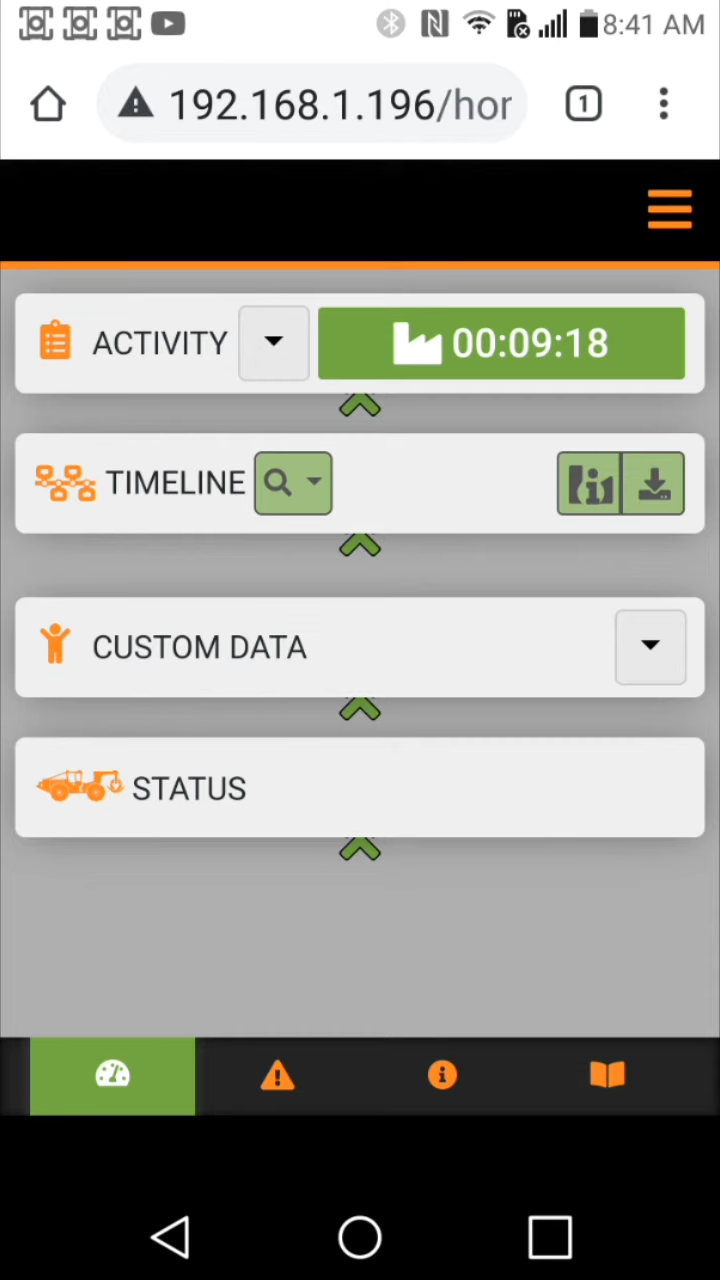 8:41 AM
192.168.1.196/hor
1
ACTIVITY
00:09:18
TIMELINE
CUSTOM DATA
STATUS